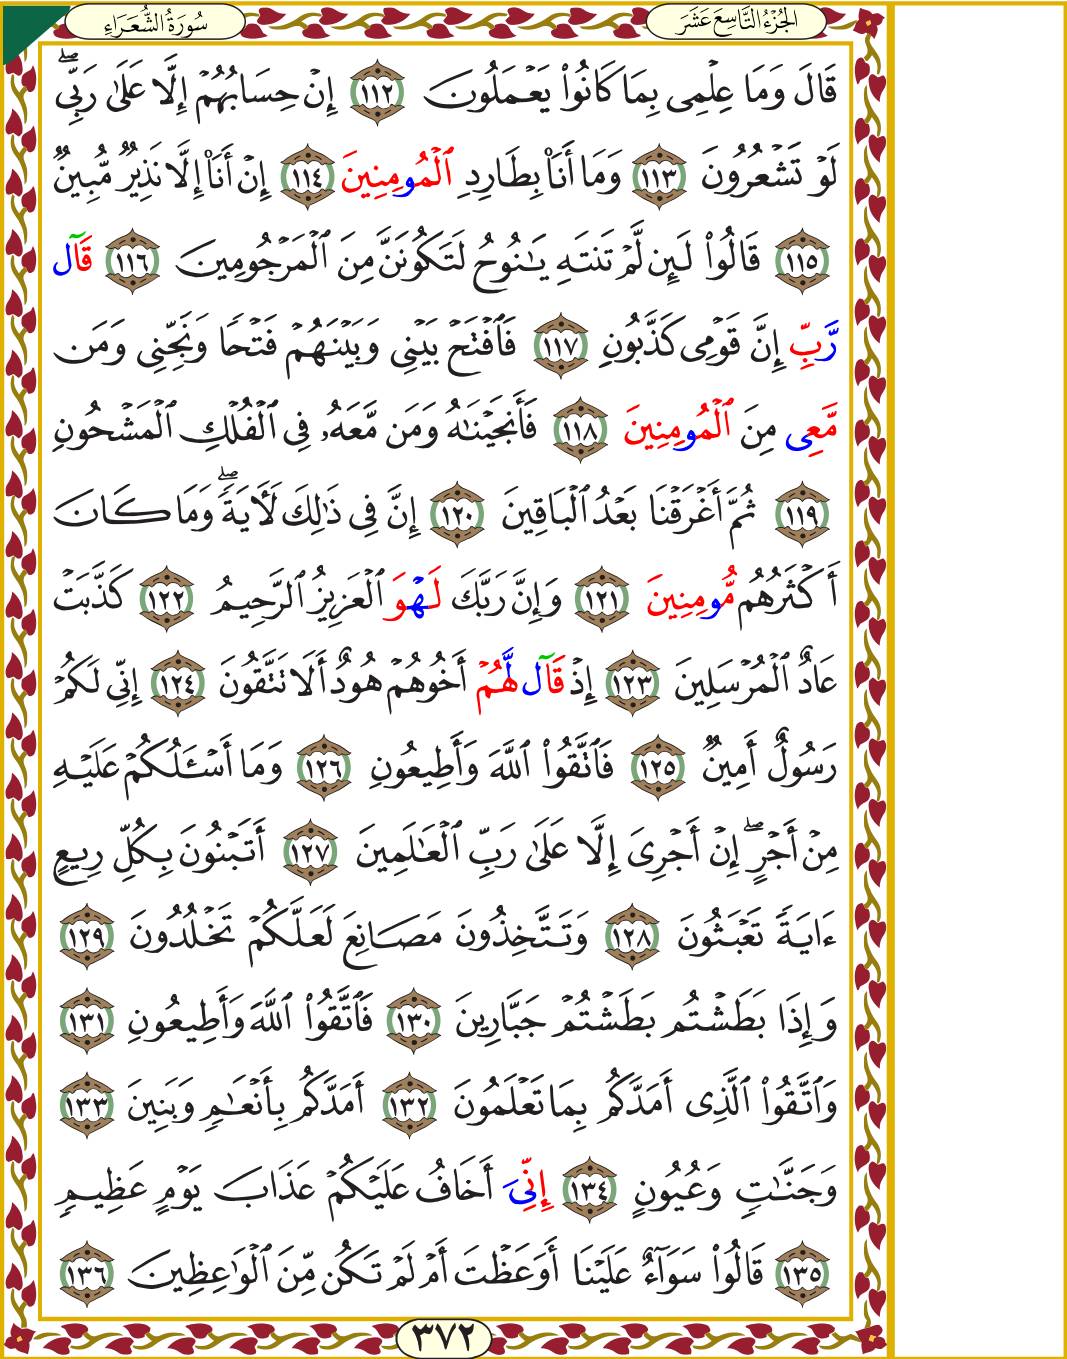 الجُزْءُ التَّاسِعَ عَشَرَ
سُورَةُ الشُّعَرَاءِ
قَالَ وَمَا عِلْمِى بِمَا كَانُواْ يَعْمَلُونَ ١١٢ إِنْ حِسَابُهُمْ إِلَّا عَلَىٰ رَبِّىۖ
لَوْ تَشْعُرُونَ ١١٣ وَمَا أَنَا۠ بِطَارِدِ ٱلْمُومِنِينَ ١١٤ إِنْ أَنَا۠ إِلَّا نَذِيرٌ مُّبِينٌ
١١٥ قَالُواْ لَئِن لَّمْ تَنتَهِ يَٰنُوحُ لَتَكُونَنَّ مِنَ ٱلْمَرْجُومِينَ ١١٦ قَآل
رَّبِّ إِنَّ قَوْمِى كَذَّبُونِ ١١٧ فَٱفْتَحْ بَيْنِى وَبَيْنَهُمْ فَتْحًا وَنَجِّنِى وَمَن
مَّعِى مِنَ ٱلْمُومِنِينَ ١١٨ فَأَنجَيْنَٰهُ وَمَن مَّعَهُۥ فِى ٱلْفُلْكِ ٱلْمَشْحُونِ
١١٩ ثُمَّ أَغْرَقْنَا بَعْدُ ٱلْبَاقِينَ ١٢٠ إِنَّ فِى ذَٰلِكَ لَأٓيَةًۖ وَمَا كَانَ
أَكْثَرُهُم مُّومِنِينَ ١٢١ وَإِنَّ رَبَّكَ لَهْوَ ٱلْعَزِيزُ ٱلرَّحِيمُ ١٢٢ كَذَّبَتْ
عَادٌ ٱلْمُرْسَلِينَ ١٢٣ إِذْ قَآل لَّهُمْ أَخُوهُمْ هُودٌ أَلَا تَتَّقُونَ ١٢٤ إِنِّى لَكُمْ
رَسُولٌ أَمِينٌ ١٢٥ فَٱتَّقُواْ ٱللَّهَ وَأَطِيعُونِ ١٢٦ وَمَا أَسْـَٔلُكُمْ عَلَيْهِ
مِنْ أَجْرٍۖ إِنْ أَجْرِىَ إِلَّا عَلَىٰ رَبِّ ٱلْعَٰلَمِينَ ١٢٧ أَتَبْنُونَ بِكُلِّ رِيعٍ
ءَايَةً تَعْبَثُونَ ١٢٨ وَتَتَّخِذُونَ مَصَانِعَ لَعَلَّكُمْ تَخْلُدُونَ ١٢٩
وَإِذَا بَطَشْتُم بَطَشْتُمْ جَبَّارِينَ ١٣٠ فَٱتَّقُواْ ٱللَّهَ وَأَطِيعُونِ ١٣١
وَٱتَّقُواْ ٱلَّذِى أَمَدَّكُم بِمَا تَعْلَمُونَ ١٣٢ أَمَدَّكُم بِأَنْعَٰمٍ وَبَنِينَ ١٣٣
وَجَنَّٰتٍ وَعُيُونٍ ١٣٤ إِنِّىَ أَخَافُ عَلَيْكُمْ عَذَابَ يَوْمٍ عَظِيمٍ
١٣٥ قَالُواْ سَوَآءٌ عَلَيْنَا أَوَعَظْتَ أَمْ لَمْ تَكُن مِّنَ ٱلْوَٰعِظِينَ ١٣٦
٣٧٢